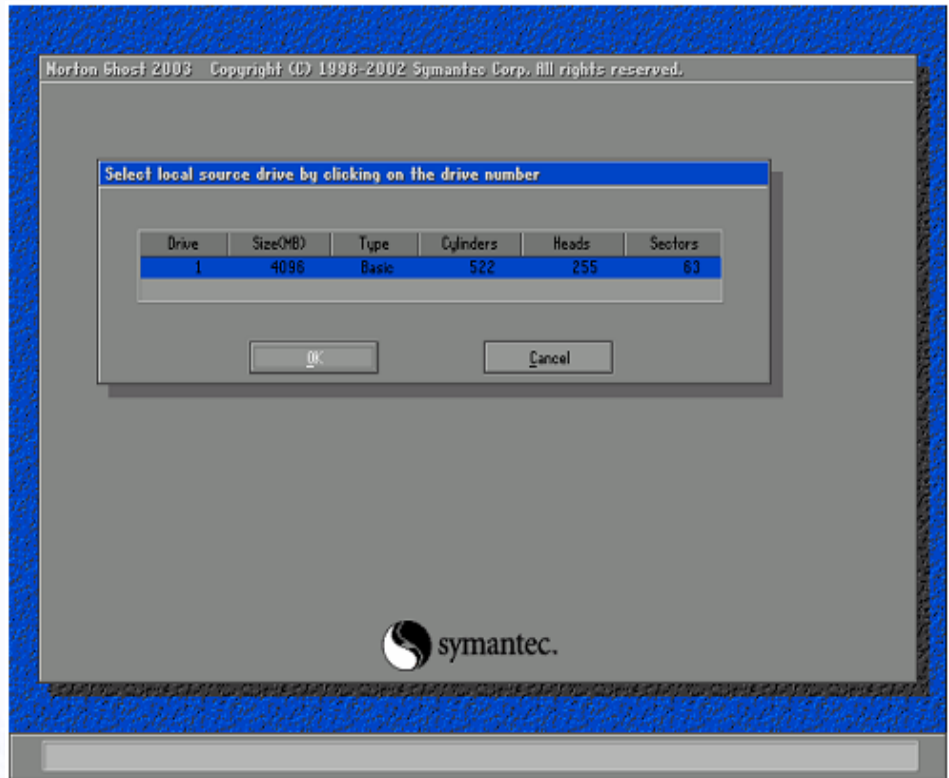 Norton Ghost 2003 Copyright (C) 1998-2002 Symantec Corp. All rights reserved.
Select local source drive by clicking on the drive number
Drive Size(MB) Type Cylinders Heads Sectors
1 4096 Basic 522 255 63
OK Cancel
symantec.